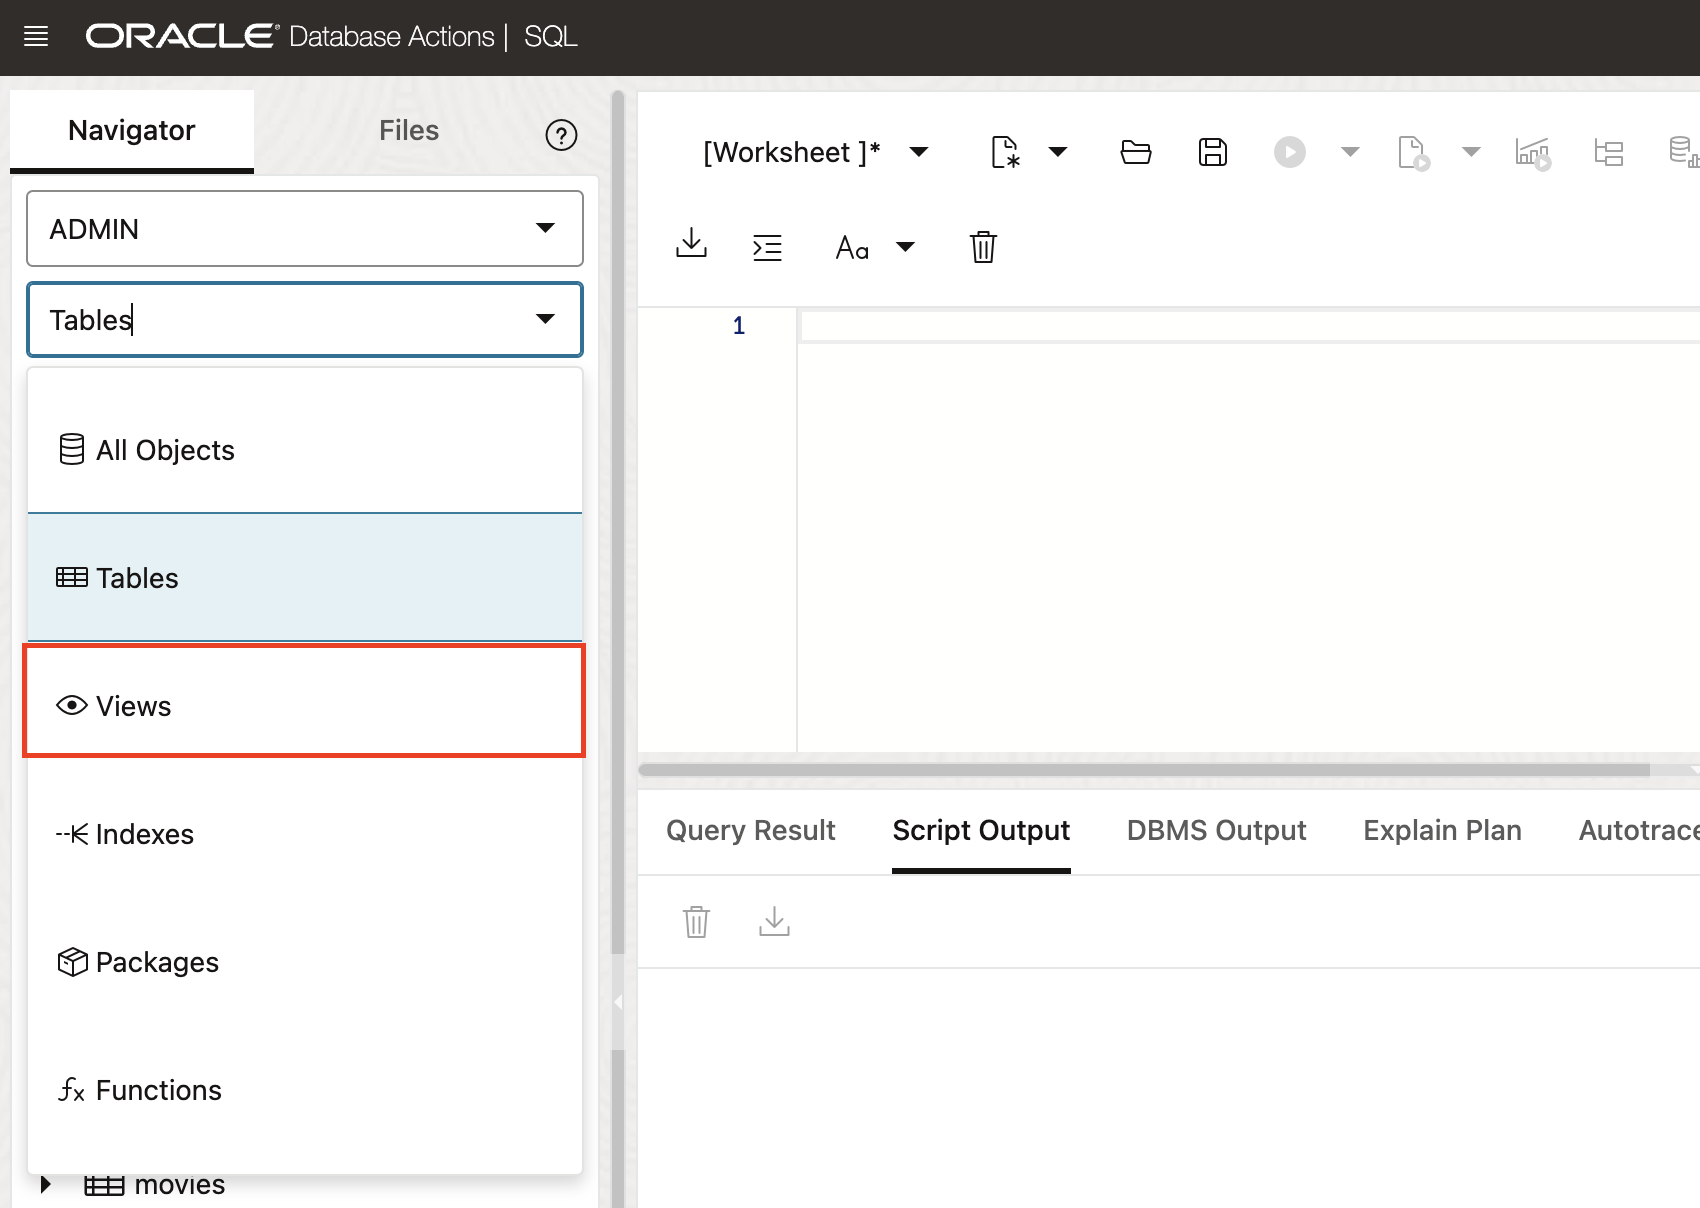 ORACLE® Database Actions | SQL
Navigator
Files
?
ADMIN
Tables
All Objects
Tables
Views
Indexes
Packages
fx Functions
movies
[Worksheet ]*
Aa
1
Query Result
Script Output
DBMS Output
Explain Plan
Autotrace